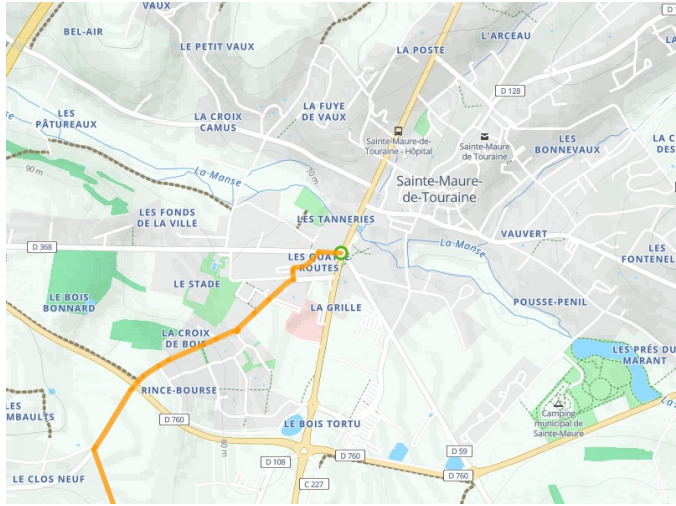 VAUX
BEL-AIR
LE PETIT VAUX
LA POSTE
L'ARCEAU
D 128
LES
PÂTUREAUX
LA CROIX
CAMUS
LA FUYE
DE VAUX
Sainte-Maure-de-
Touraine - Hôpital
Sainte-Maure
de Touraine
LES
BONNEVAUX
90 m
La Manse
70 m
Sainte-Maure-
de-Touraine
LES FONDS
DE LA VILLE
LES TANNERIES
VAUVERT
La Manse
D 368
LES QUATRE
ROUTES
LES
LE STADE
LE BOIS
BONNARD
LA GRILLE
POUSSE-PENIL
LA CROIX
DE BOIS
LES PRÉS DU
MARANT
RINCE-BOURSE
LES
D 760
LE BOIS TORTU
Camping
municipal de
Sainte-Maure
80 m
D 108
D 760
D 59
D 760
LE CLOS NEUF
C 227